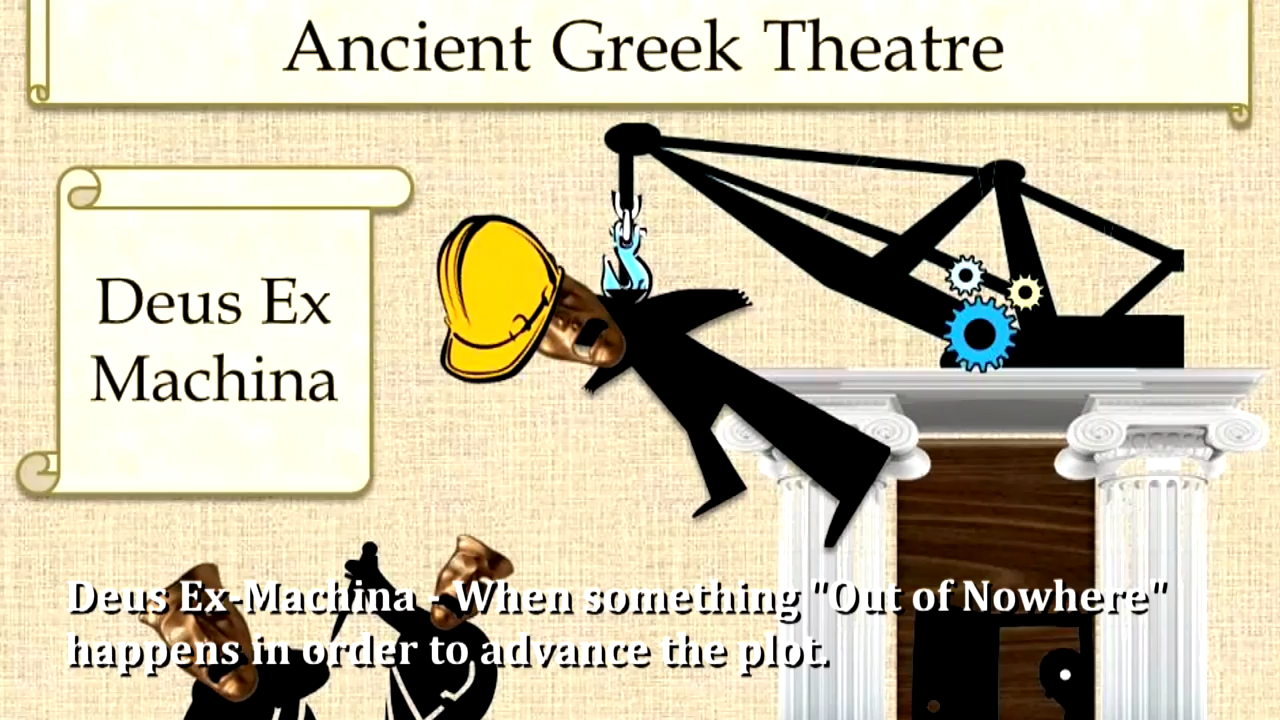 Ancient Greek Theatre
Deus Ex
Machina
Deus Ex-Machina - When something "Out of Nowhere"
happens in order to advance the plot.